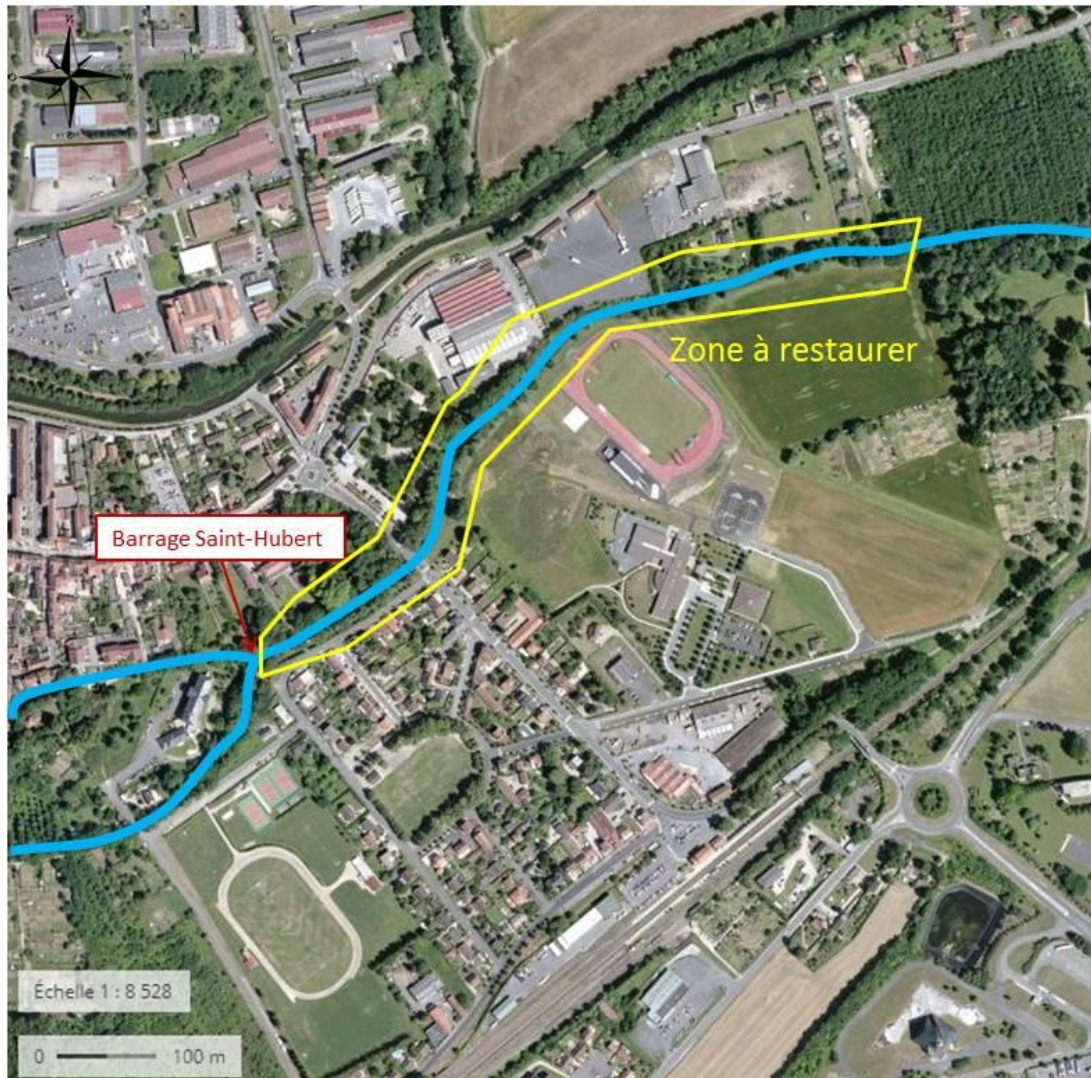 N
O
W
S
Zone à restaurer
Barrage Saint-Hubert
Échelle 1 : 8 528
0
100 m